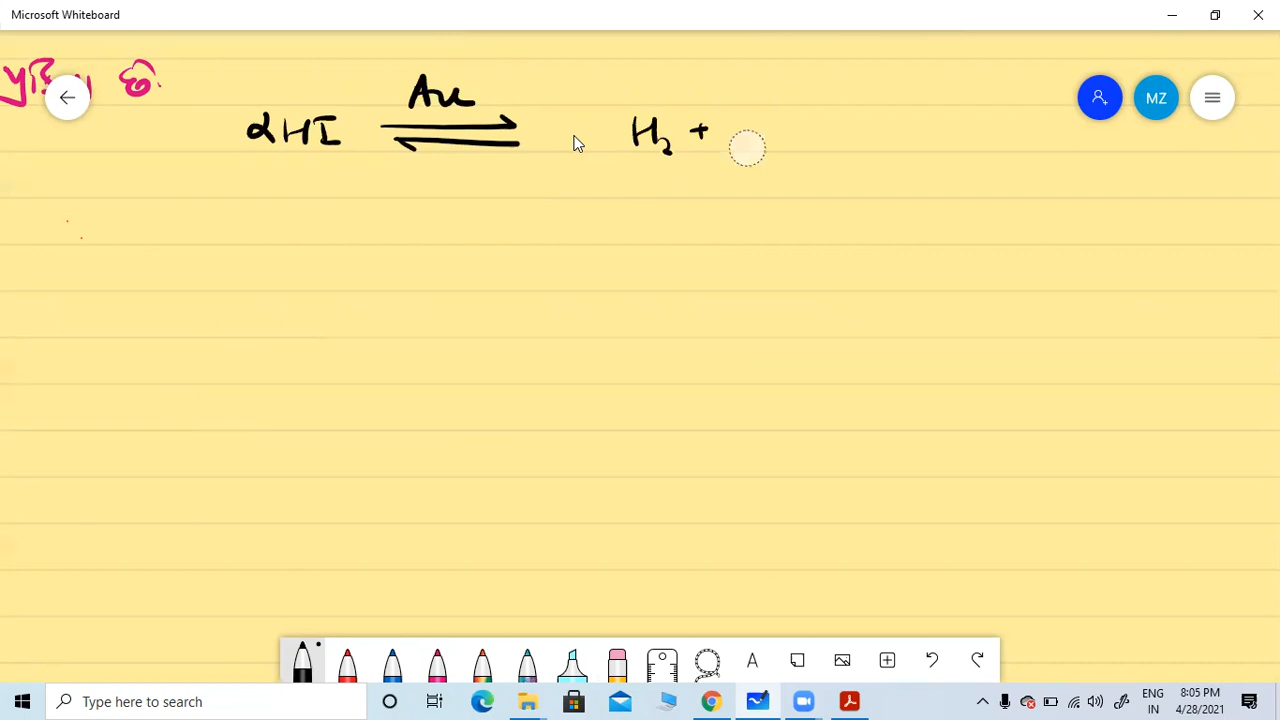 Microsoft Whiteboard
Au
2HI ⇌ H₂ +
MZ
A
Type here to search
ENG
IN
8:05 PM
4/28/2021